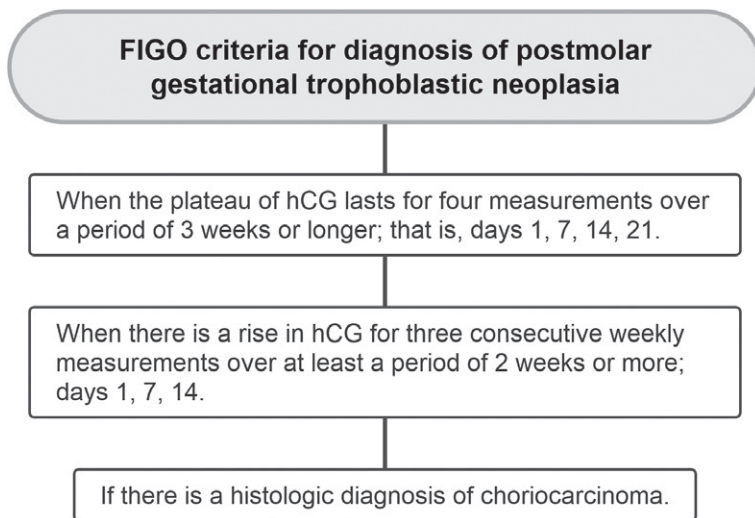 FIGO criteria for diagnosis of postmolar
gestational trophoblastic neoplasia
When the plateau of hCG lasts for four measurements over
a period of 3 weeks or longer; that is, days 1, 7, 14, 21.
When there is a rise in hCG for three consecutive weekly
measurements over at least a period of 2 weeks or more;
days 1, 7, 14.
If there is a histologic diagnosis of choriocarcinoma.